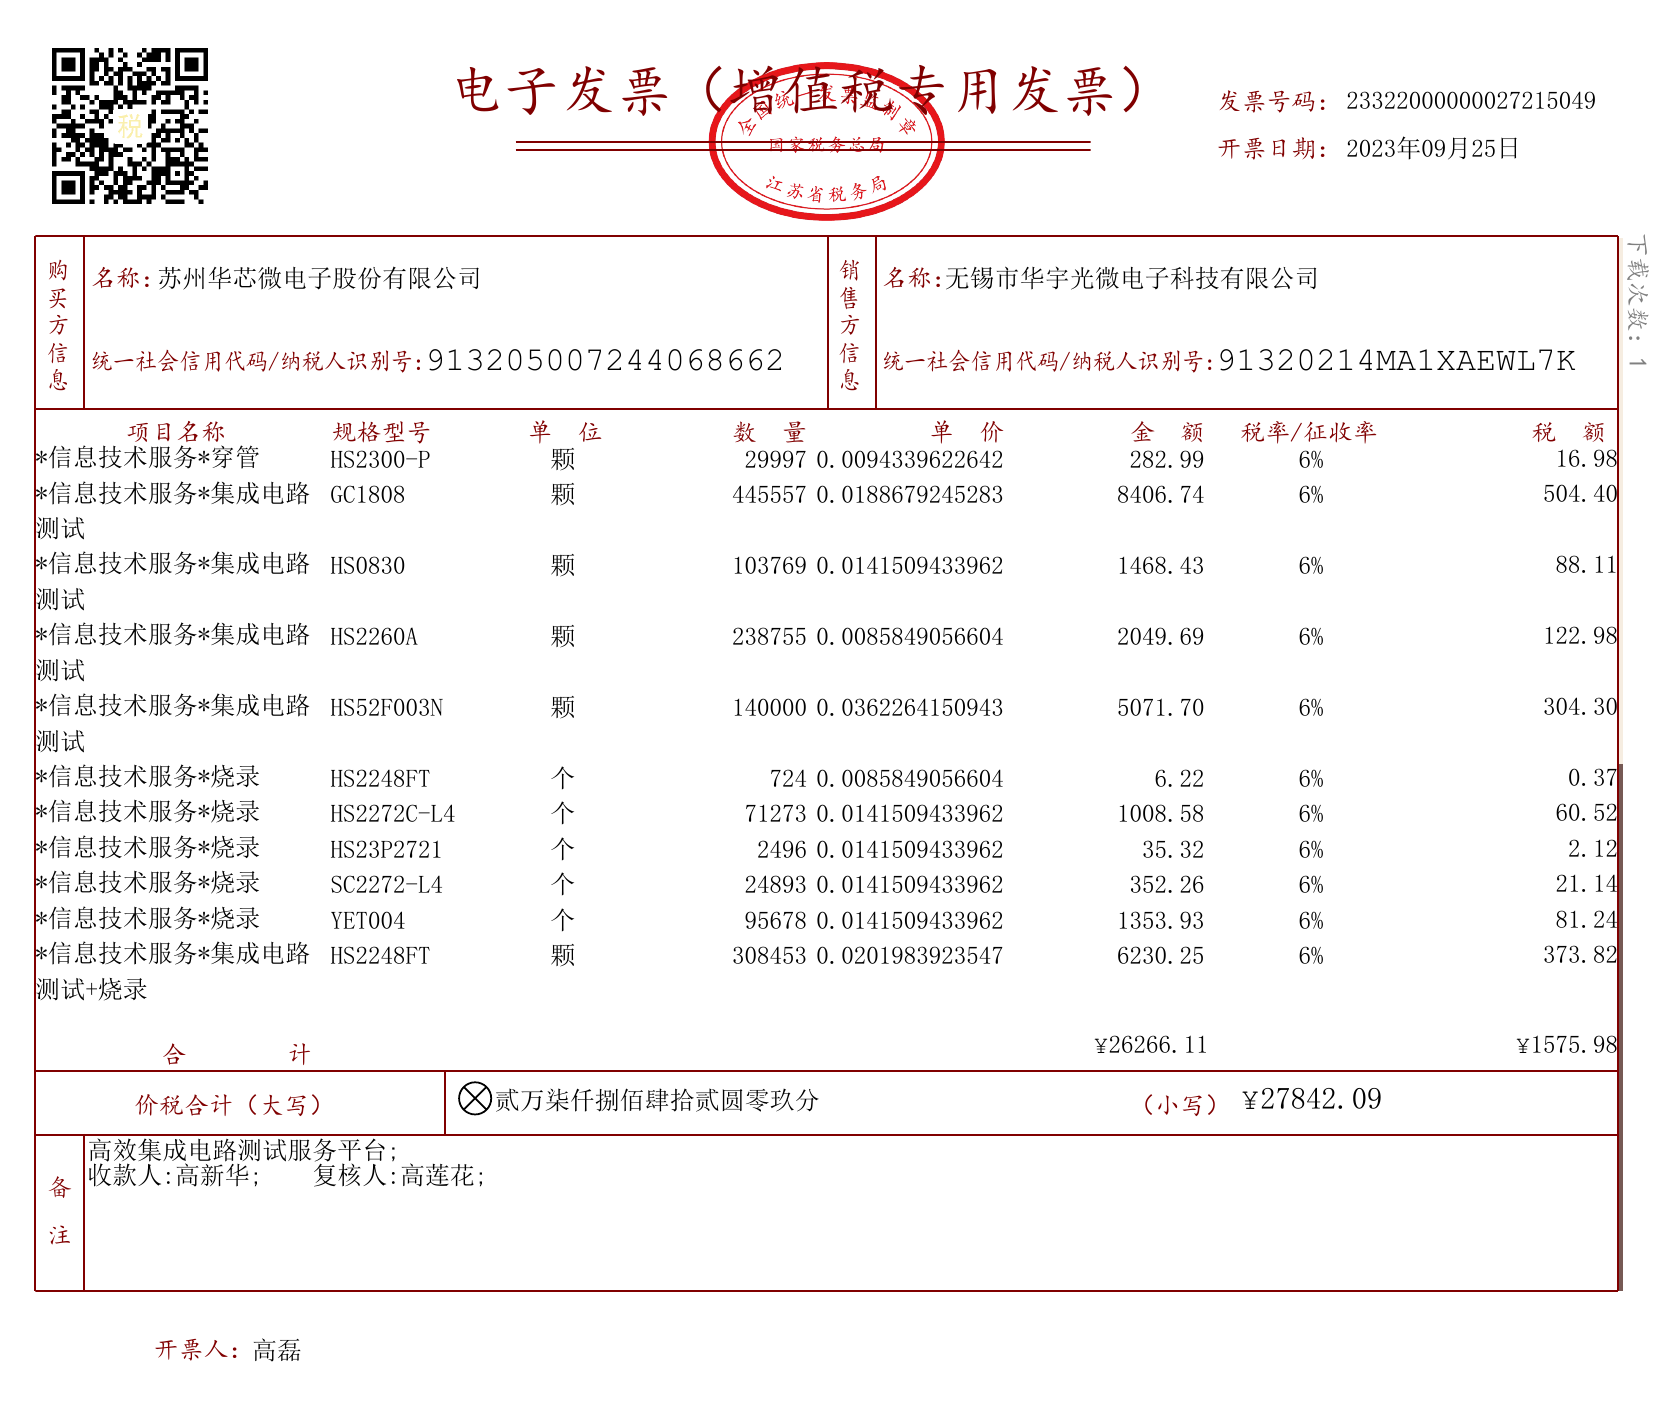 电子发票（增值税专用发票）
全国统一发票监制章
国家税务总局
江苏省税务局
税
发票号码： 23322000000027215049
开票日期： 2023年09月25日
下载次数：1
购买方信息
名称：苏州华芯微电子股份有限公司
统一社会信用代码/纳税人识别号：913205007244068662
销售方信息
名称：无锡市华宇光微电子科技有限公司
统一社会信用代码/纳税人识别号：91320214MA1XAEWL7K
项目名称 规格型号 单 位 数 量 单 价 金 额 税率/征收率 税 额
*信息技术服务*穿管 HS2300-P 颗 29997 0.0094339622642 282.99 6% 16.98
*信息技术服务*集成电路 GC1808 颗 445557 0.0188679245283 8406.74 6% 504.40
测试
*信息技术服务*集成电路 HS0830 颗 103769 0.0141509433962 1468.43 6% 88.11
测试
*信息技术服务*集成电路 HS2260A 颗 238755 0.0085849056604 2049.69 6% 122.98
测试
*信息技术服务*集成电路 HS52F003N 颗 140000 0.0362264150943 5071.70 6% 304.30
测试
*信息技术服务*烧录 HS2248FT 个 724 0.0085849056604 6.22 6% 0.37
*信息技术服务*烧录 HS2272C-L4 个 71273 0.0141509433962 1008.58 6% 60.52
*信息技术服务*烧录 HS23P2721 个 2496 0.0141509433962 35.32 6% 2.12
*信息技术服务*烧录 SC2272-L4 个 24893 0.0141509433962 352.26 6% 21.14
*信息技术服务*烧录 YET004 个 95678 0.0141509433962 1353.93 6% 81.24
*信息技术服务*集成电路 HS2248FT 颗 308453 0.0201983923547 6230.25 6% 373.82
测试+烧录
合 计 ¥26266.11 ¥1575.98
价税合计（大写） ⊗贰万柒仟捌佰肆拾贰圆零玖分 （小写） ¥27842.09
备注
高效集成电路测试服务平台;
收款人:高新华; 复核人:高莲花;
开票人：高磊